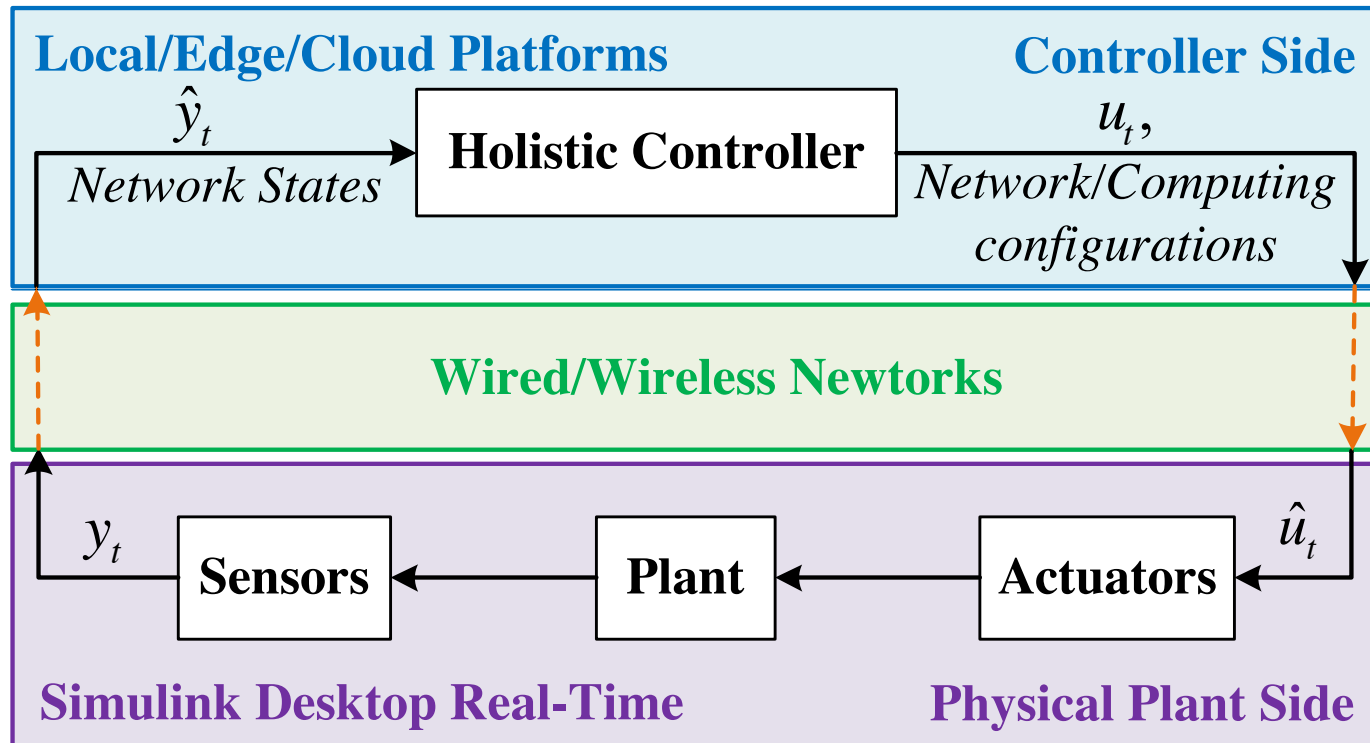 Local/Edge/Cloud Platforms
Controller Side
ŷₜ
Network States
Holistic Controller
uₜ,
Network/Computing
configurations
Wired/Wireless Newtorks
yₜ
Sensors
Plant
Actuators
ûₜ
Simulink Desktop Real-Time
Physical Plant Side